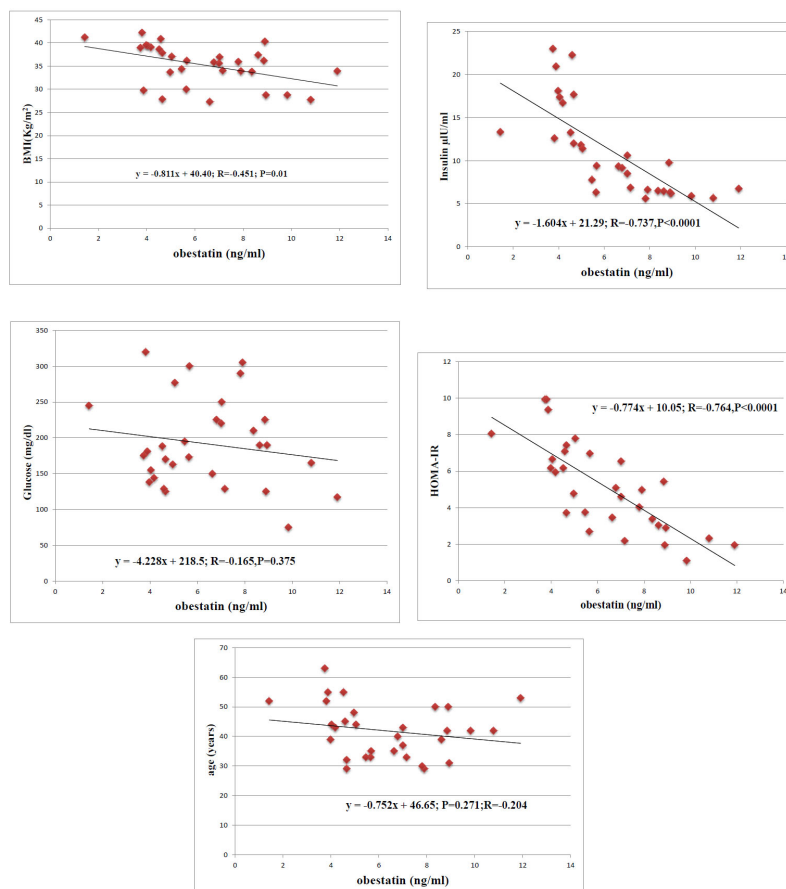 45
40
35
30
25
20
15
10
5
0
BMI(Kg/m²)
y = -0.811x + 40.40; R=-0.451; P=0.01
0 2 4 6 8 10 12 14
obestatin (ng/ml)
25
20
15
10
5
0
Insulin µIU/ml
y = -1.604x + 21.29; R=-0.737,P<0.0001
0 2 4 6 8 10 12 14
obestatin (ng/ml)
350
300
250
200
150
100
50
0
Glucose (mg/dl)
y = -4.228x + 218.5; R=-0.165,P=0.375
0 2 4 6 8 10 12 14
obestatin (ng/ml)
12
10
8
6
4
2
0
HOMA-IR
y = -0.774x + 10.05; R=-0.764,P<0.0001
0 2 4 6 8 10 12 14
obestatin (ng/ml)
70
60
50
40
30
20
10
0
age (years)
y = -0.752x + 46.65; P=0.271;R=-0.204
0 2 4 6 8 10 12 14
obestatin (ng/ml)